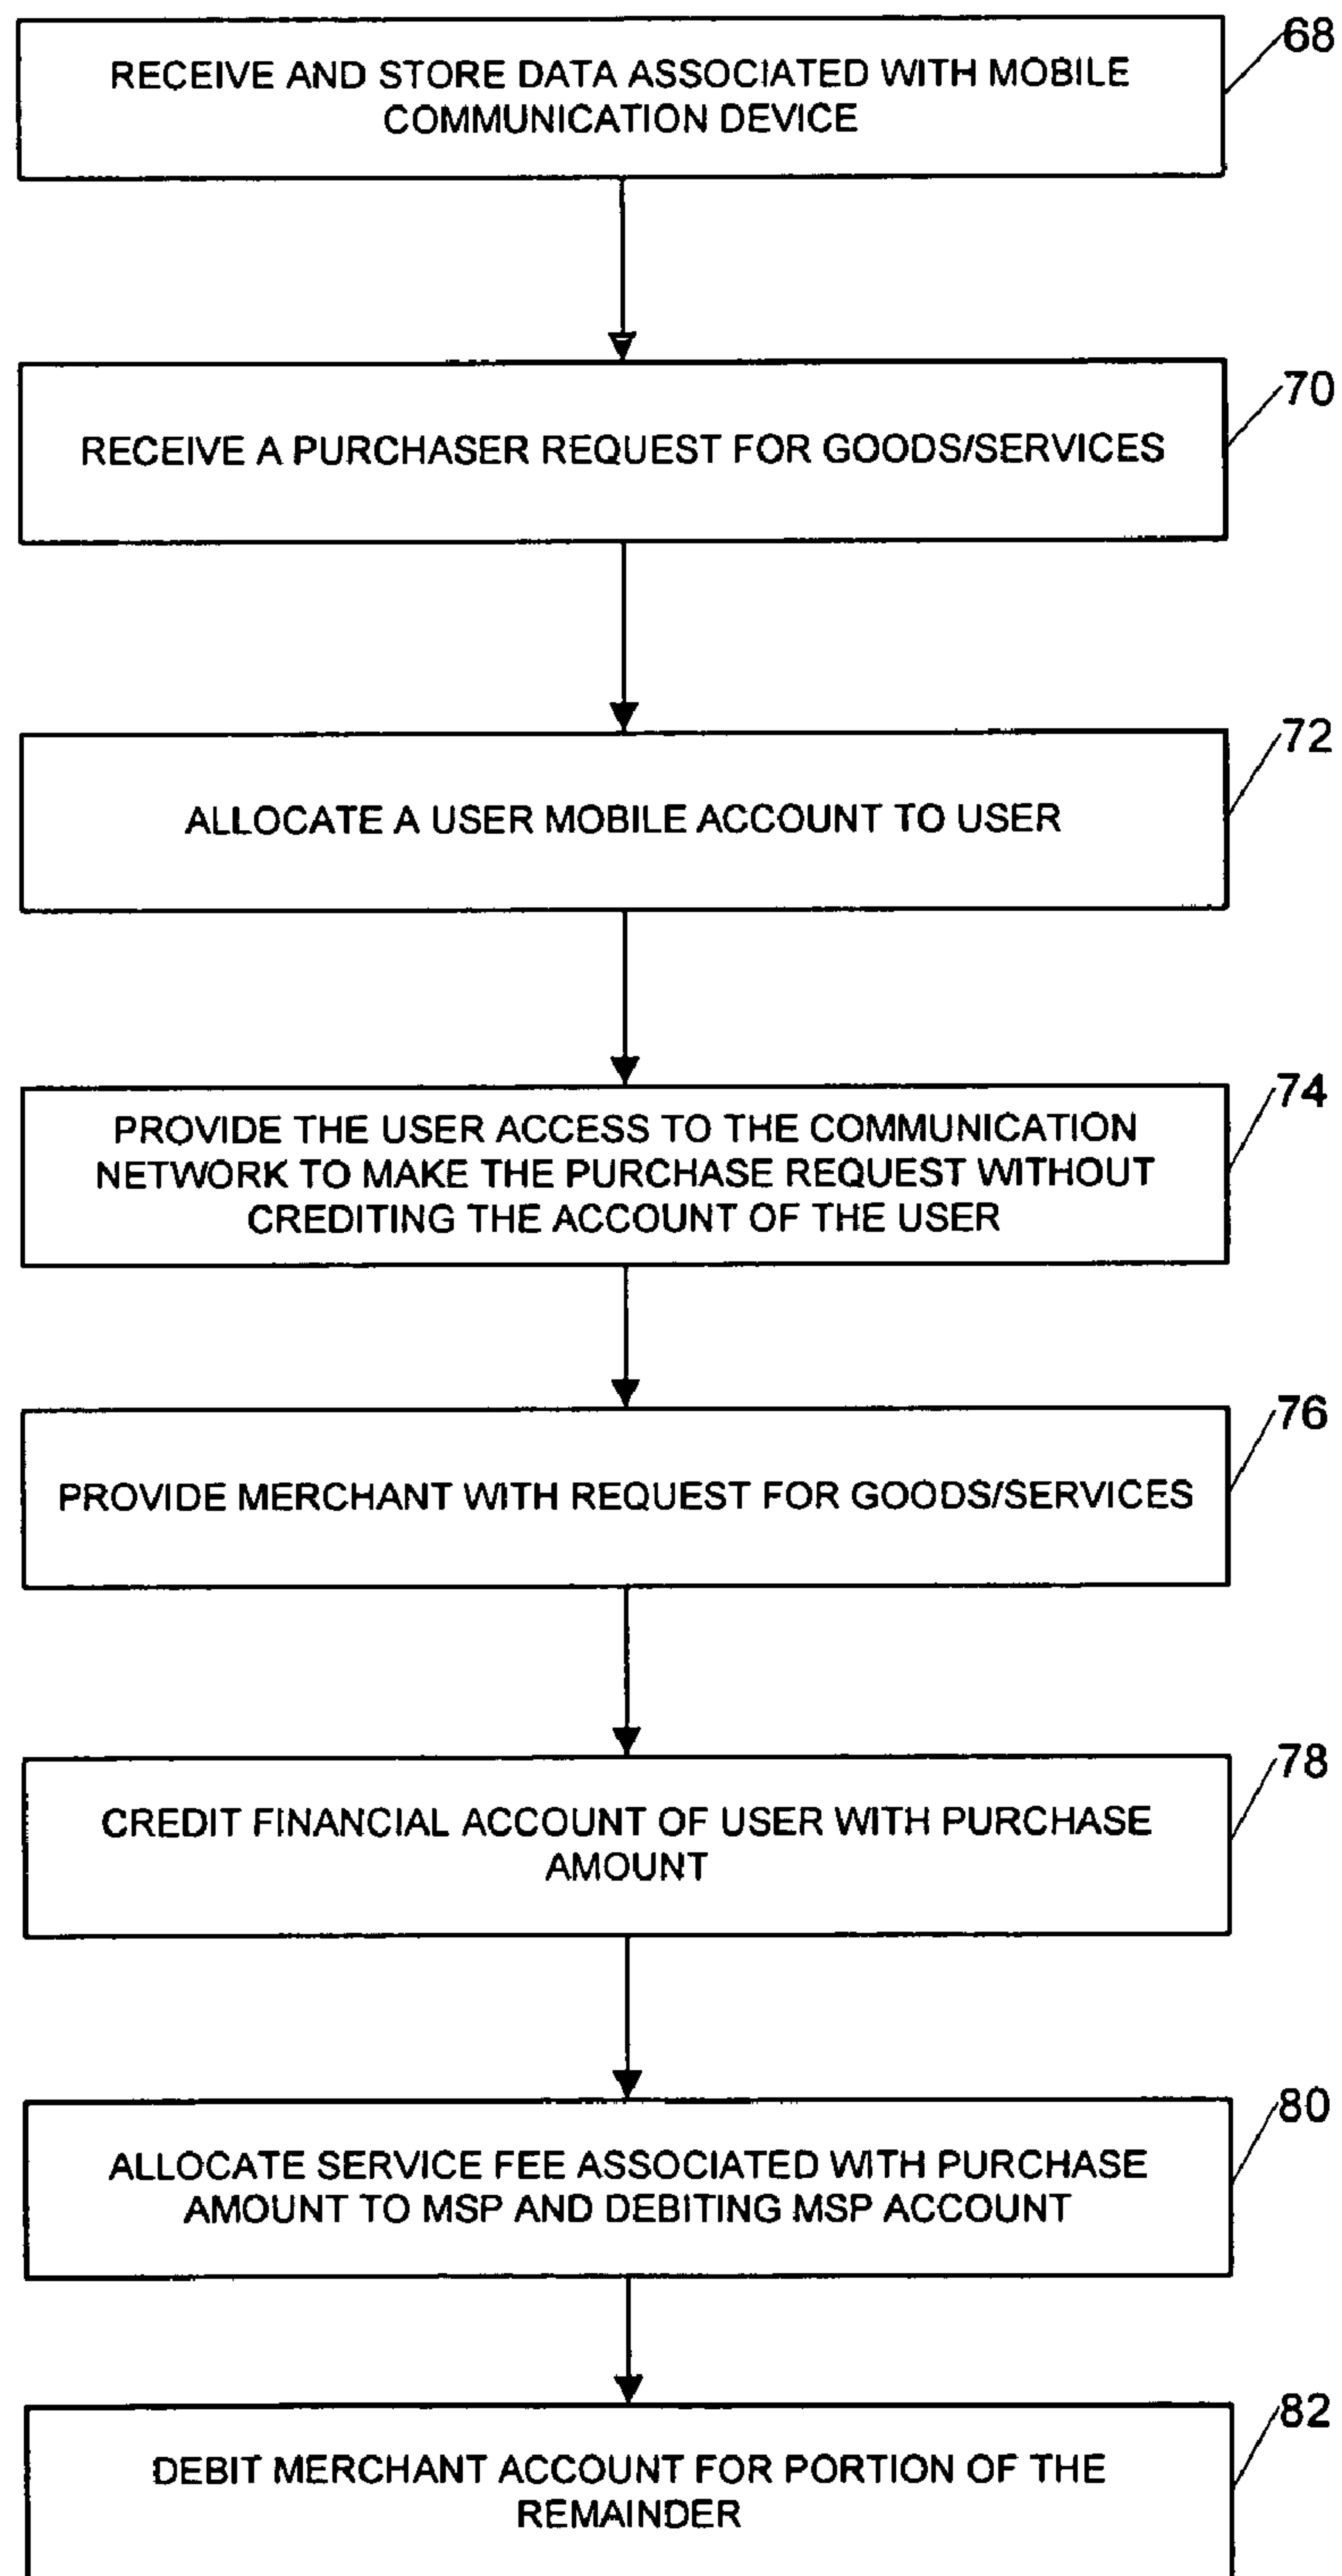 68
RECEIVE AND STORE DATA ASSOCIATED WITH MOBILE
COMMUNICATION DEVICE
70
RECEIVE A PURCHASER REQUEST FOR GOODS/SERVICES
72
ALLOCATE A USER MOBILE ACCOUNT TO USER
74
PROVIDE THE USER ACCESS TO THE COMMUNICATION
NETWORK TO MAKE THE PURCHASE REQUEST WITHOUT
CREDITING THE ACCOUNT OF THE USER
76
PROVIDE MERCHANT WITH REQUEST FOR GOODS/SERVICES
78
CREDIT FINANCIAL ACCOUNT OF USER WITH PURCHASE
AMOUNT
80
ALLOCATE SERVICE FEE ASSOCIATED WITH PURCHASE
AMOUNT TO MSP AND DEBITING MSP ACCOUNT
82
DEBIT MERCHANT ACCOUNT FOR PORTION OF THE
REMAINDER